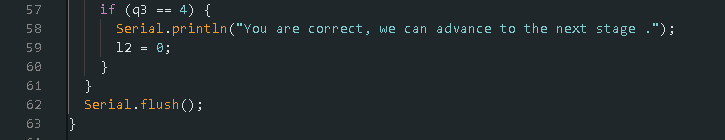 57 if (q3 == 4) {
58 Serial.println("You are correct, we can advance to the next stage .");
59 l2 = 0;
60 }
61 }
62 Serial.flush();
63 }